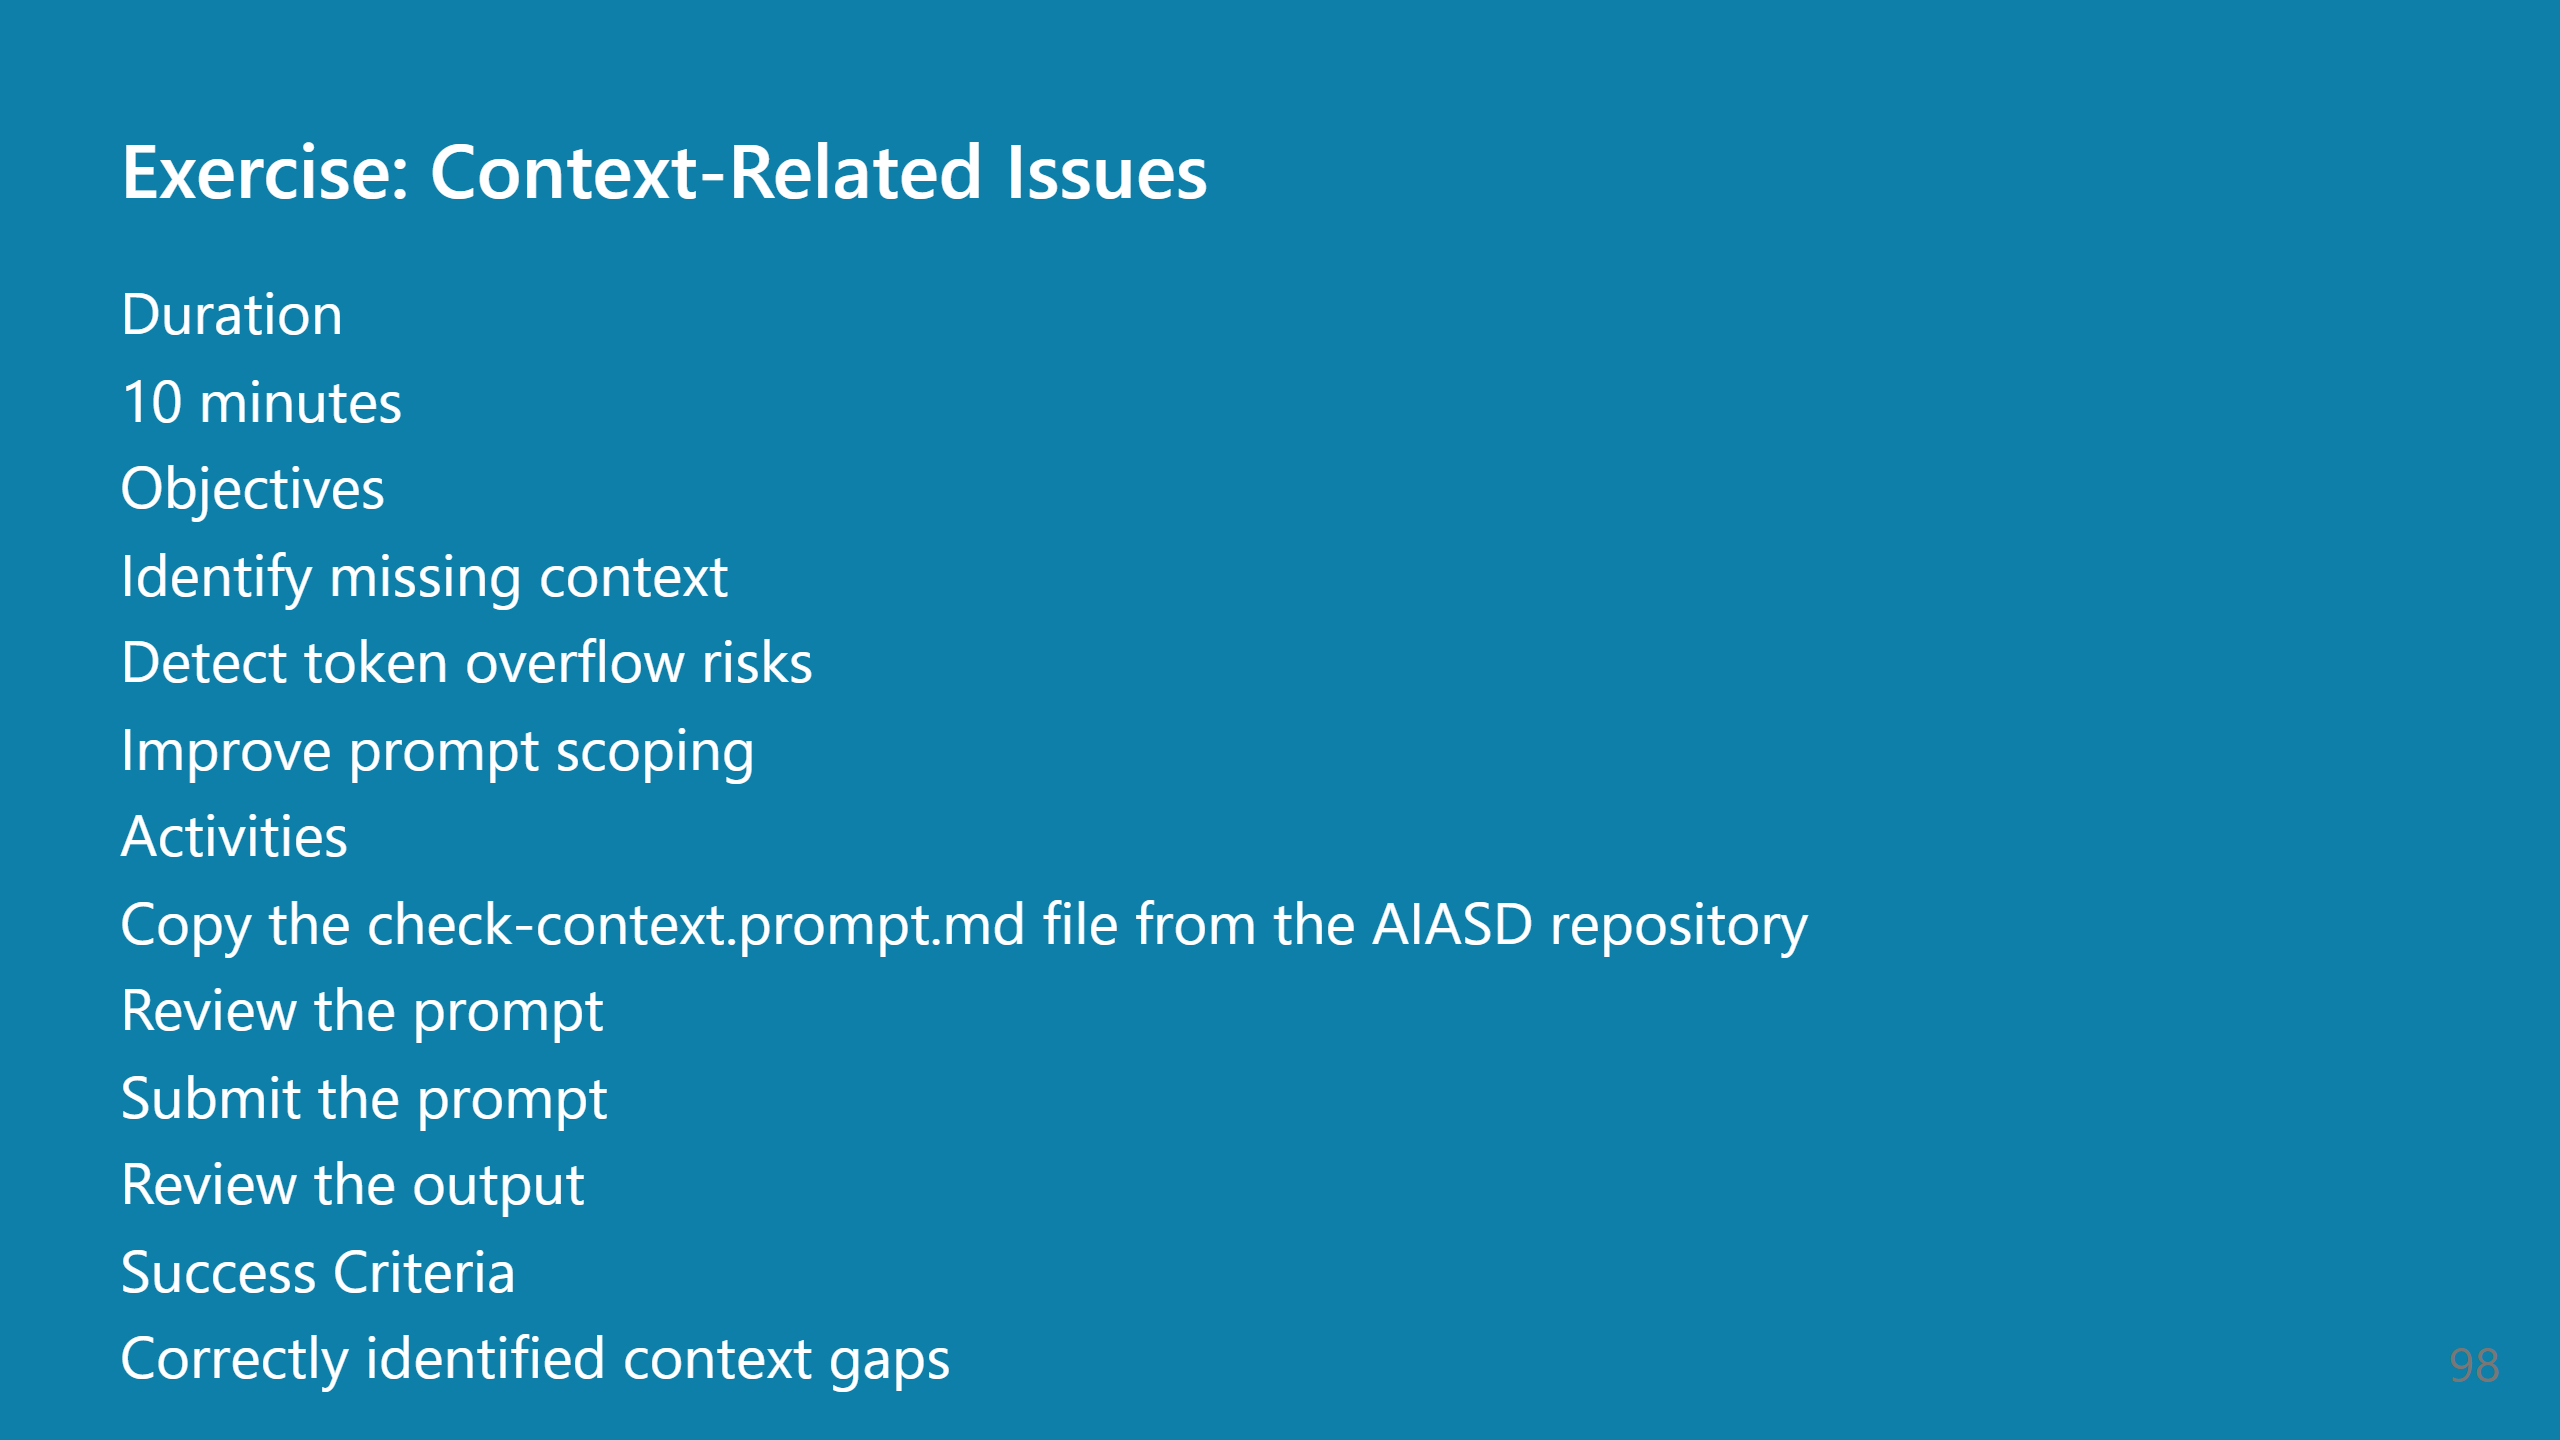 Exercise: Context-Related Issues
Duration
10 minutes
Objectives
Identify missing context
Detect token overflow risks
Improve prompt scoping
Activities
Copy the check-context.prompt.md file from the AIASD repository
Review the prompt
Submit the prompt
Review the output
Success Criteria
Correctly identified context gaps
98